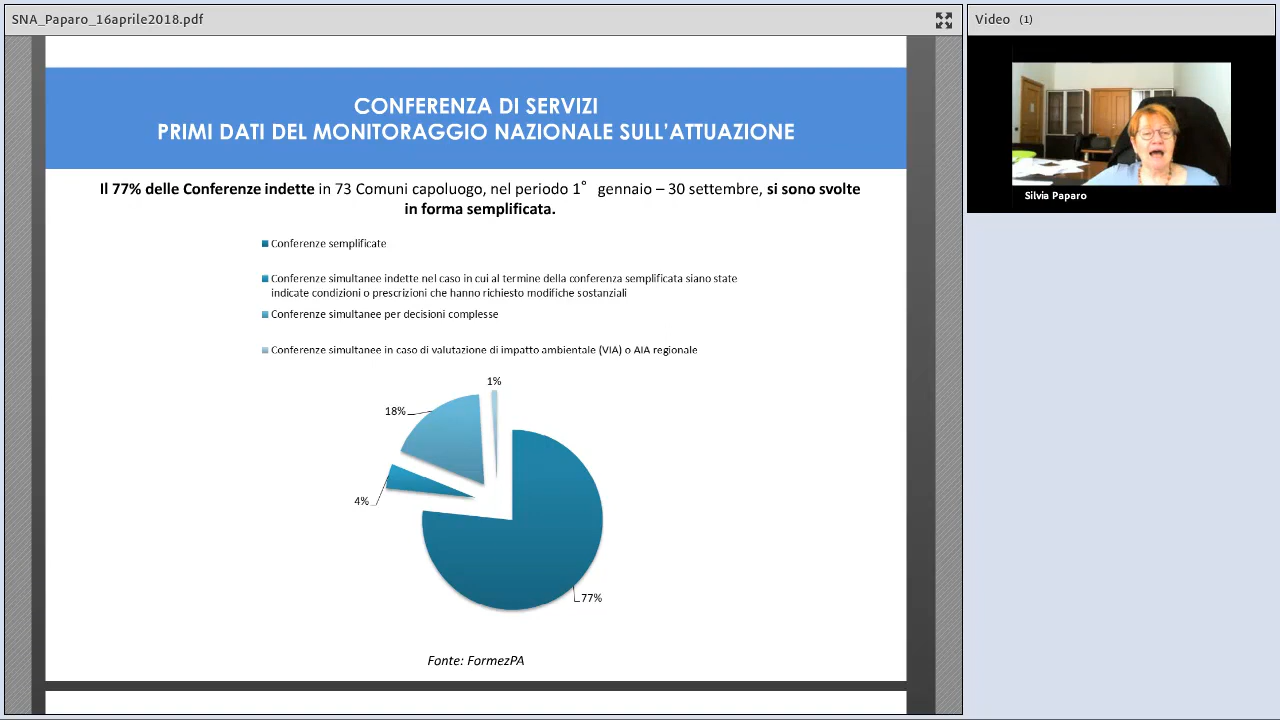 SNA_Paparo_16aprile2018.pdf
Video (1)
Silvia Paparo
CONFERENZA DI SERVIZI
PRIMI DATI DEL MONITORAGGIO NAZIONALE SULL'ATTUAZIONE
Il 77% delle Conferenze indette in 73 Comuni capoluogo, nel periodo 1° gennaio – 30 settembre, si sono svolte
in forma semplificata.
Conferenze semplificate
Conferenze simultanee indette nel caso in cui al termine della conferenza semplificata siano state
indicate condizioni o prescrizioni che hanno richiesto modifiche sostanziali
Conferenze simultanee per decisioni complesse
Conferenze simultanee in caso di valutazione di impatto ambientale (VIA) o AIA regionale
1%
18%
4%
77%
Fonte: FormezPA